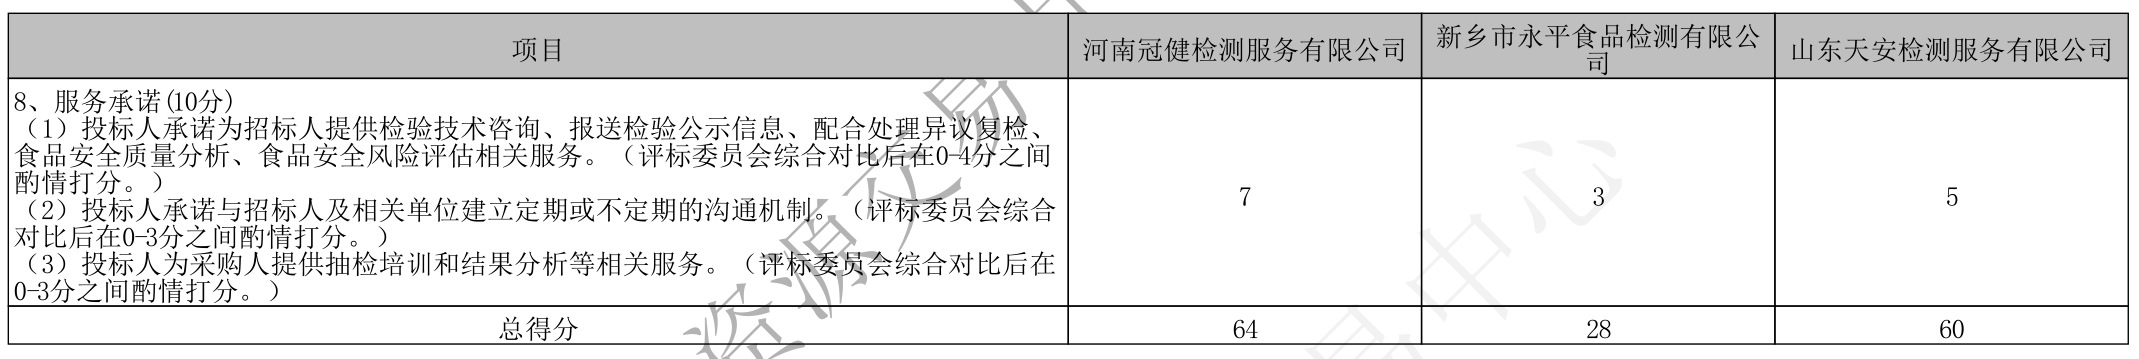 项目
河南冠健检测服务有限公司
新乡市永平食品检测有限公
司
山东天安检测服务有限公司
8、服务承诺(10分)
（1）投标人承诺为招标人提供检验技术咨询、报送检验公示信息、配合处理异议复检、
食品安全质量分析、食品安全风险评估相关服务。（评标委员会综合对比后在0-4分之间
酌情打分。）
（2）投标人承诺与招标人及相关单位建立定期或不定期的沟通机制。（评标委员会综合
对比后在0-3分之间酌情打分。）
（3）投标人为采购人提供抽检培训和结果分析等相关服务。（评标委员会综合对比后在
0-3分之间酌情打分。）
7
3
5
总得分
64
28
60
资源交易中
易中心